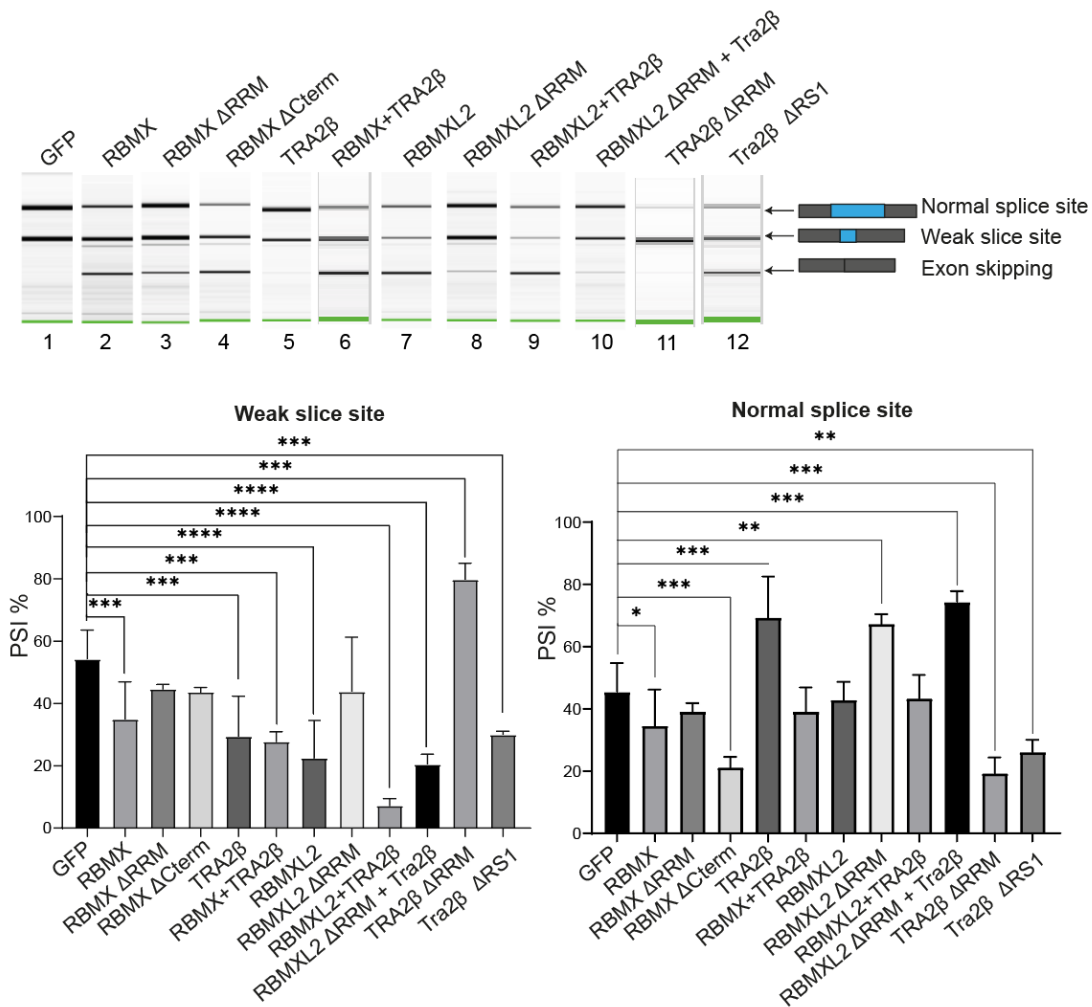 GFP
RBMX
RBMX ΔRRM
RBMX ΔCterm
TRA2β
RBMX+TRA2β
RBMXL2
RBMXL2 ΔRRM
RBMXL2+TRA2β
RBMXL2 ΔRRM + Tra2β
TRA2β ΔRRM
Tra2β ΔRS1
Normal splice site
Weak slice site
Exon skipping
1 2 3 4 5 6 7 8 9 10 11 12
Weak slice site
***
***
****
****
****
***
***
***
PSI %
100
80
60
40
20
0
GFP
RBMX
RBMX ΔRRM
RBMX ΔCterm
TRA2β
RBMX+TRA2β
RBMXL2
RBMXL2 ΔRRM
RBMXL2+TRA2β
RBMXL2 ΔRRM + Tra2β
TRA2β ΔRRM
Tra2β ΔRS1
Normal splice site
**
***
***
**
***
***
*
PSI %
100
80
60
40
20
0
GFP
RBMX
RBMX ΔRRM
RBMX ΔCterm
TRA2β
RBMX+TRA2β
RBMXL2
RBMXL2 ΔRRM
RBMXL2+TRA2β
RBMXL2 ΔRRM + Tra2β
TRA2β ΔRRM
Tra2β ΔRS1